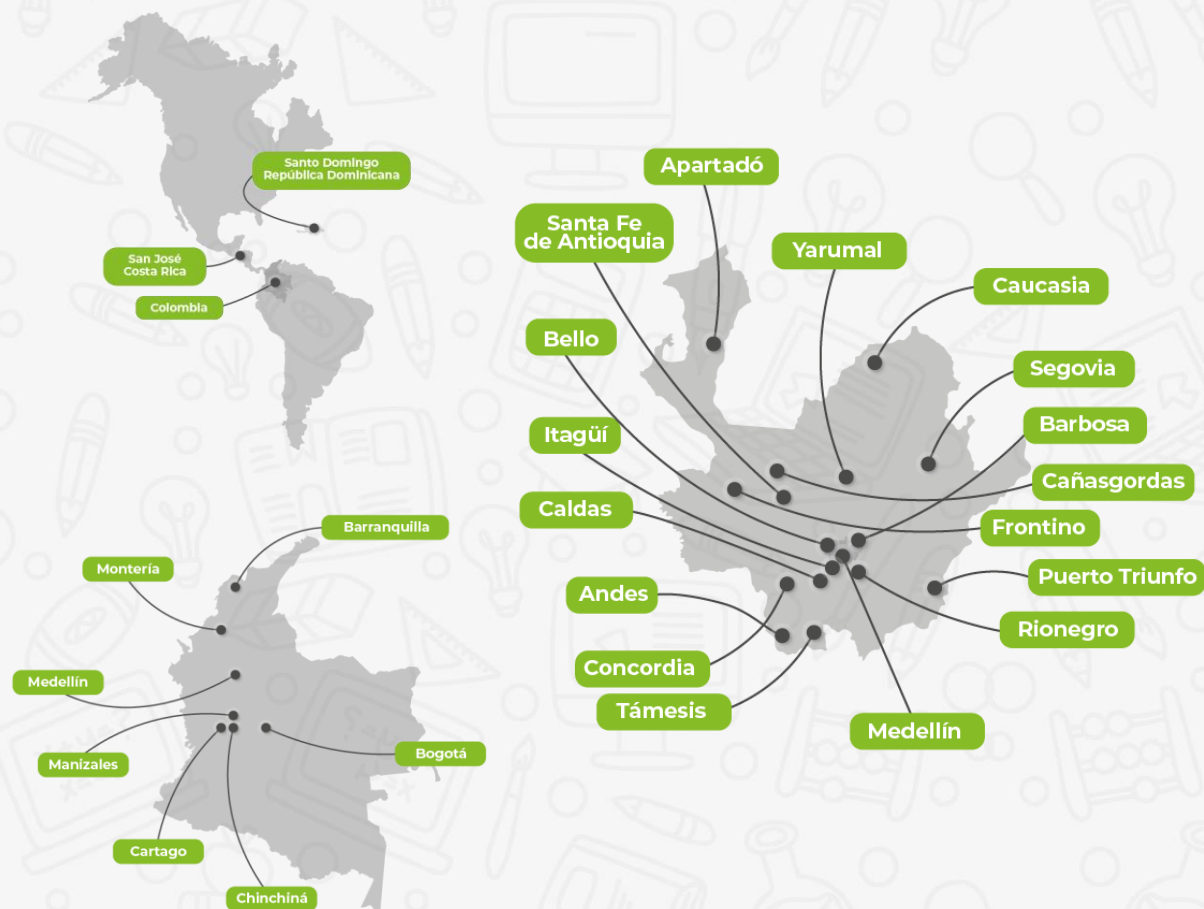 Santo Domingo
República Dominicana
San José
Costa Rica
Colombia
Barranquilla
Montería
Medellín
Manizales
Bogotá
Cartago
Chinchiná
Apartadó
Santa Fe
de Antioquia
Yarumal
Caucasia
Bello
Segovia
Itagüí
Barbosa
Cañasgordas
Caldas
Frontino
Puerto Triunfo
Andes
Rionegro
Concordia
Támesis
Medellín